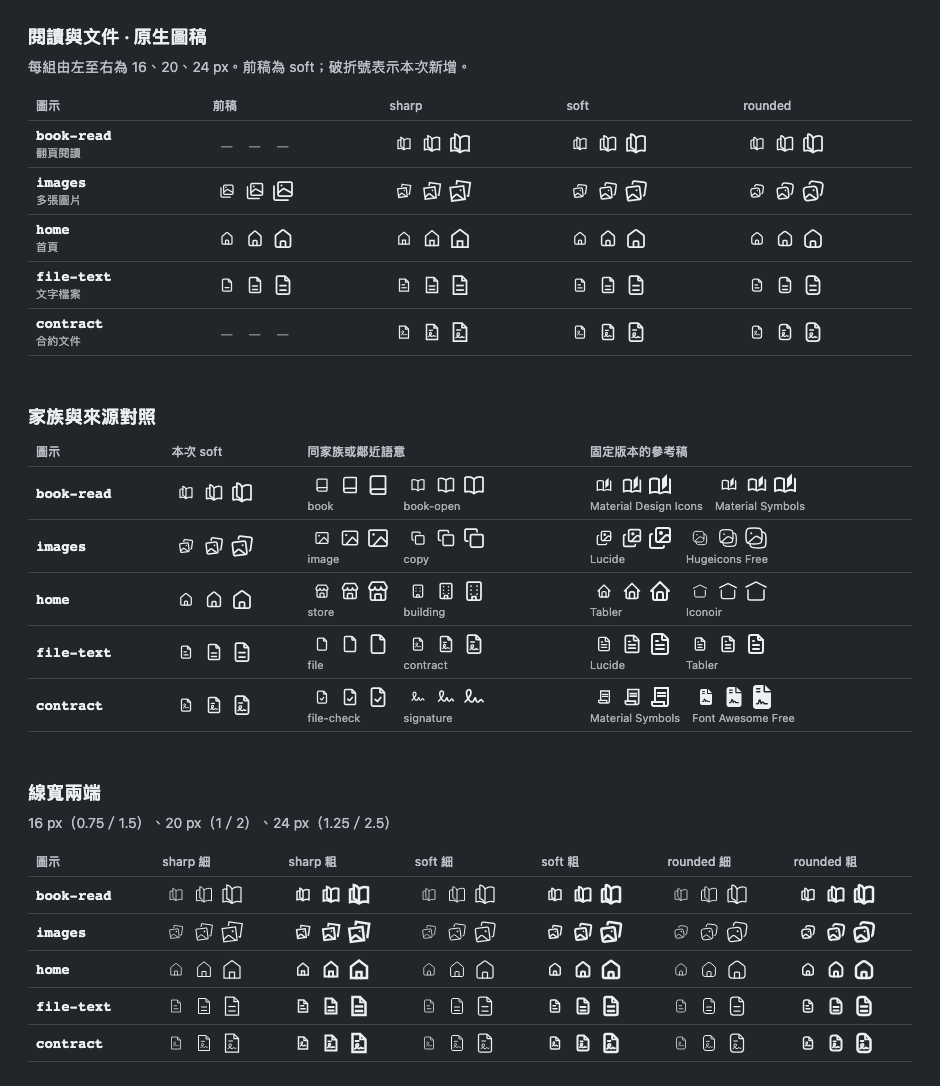 閱讀與文件 · 原生圖稿
每組由左至右為 16、20、24 px。前稿為 soft；破折號表示本次新增。
圖示 前稿 sharp soft rounded
book-read
翻頁閱讀
— — —
images
多張圖片
home
首頁
file-text
文字檔案
contract
合約文件
— — —
家族與來源對照
圖示 本次 soft 同家族或鄰近語意 固定版本的參考稿
book-read
book book-open Material Design Icons Material Symbols
images
image copy Lucide Hugeicons Free
home
store building Tabler Iconoir
file-text
file contract Lucide Tabler
contract
file-check signature Material Symbols Font Awesome Free
線寬兩端
16 px（0.75 / 1.5）、20 px（1 / 2）、24 px（1.25 / 2.5）
圖示 sharp 細 sharp 粗 soft 細 soft 粗 rounded 細 rounded 粗
book-read
images
home
file-text
contract